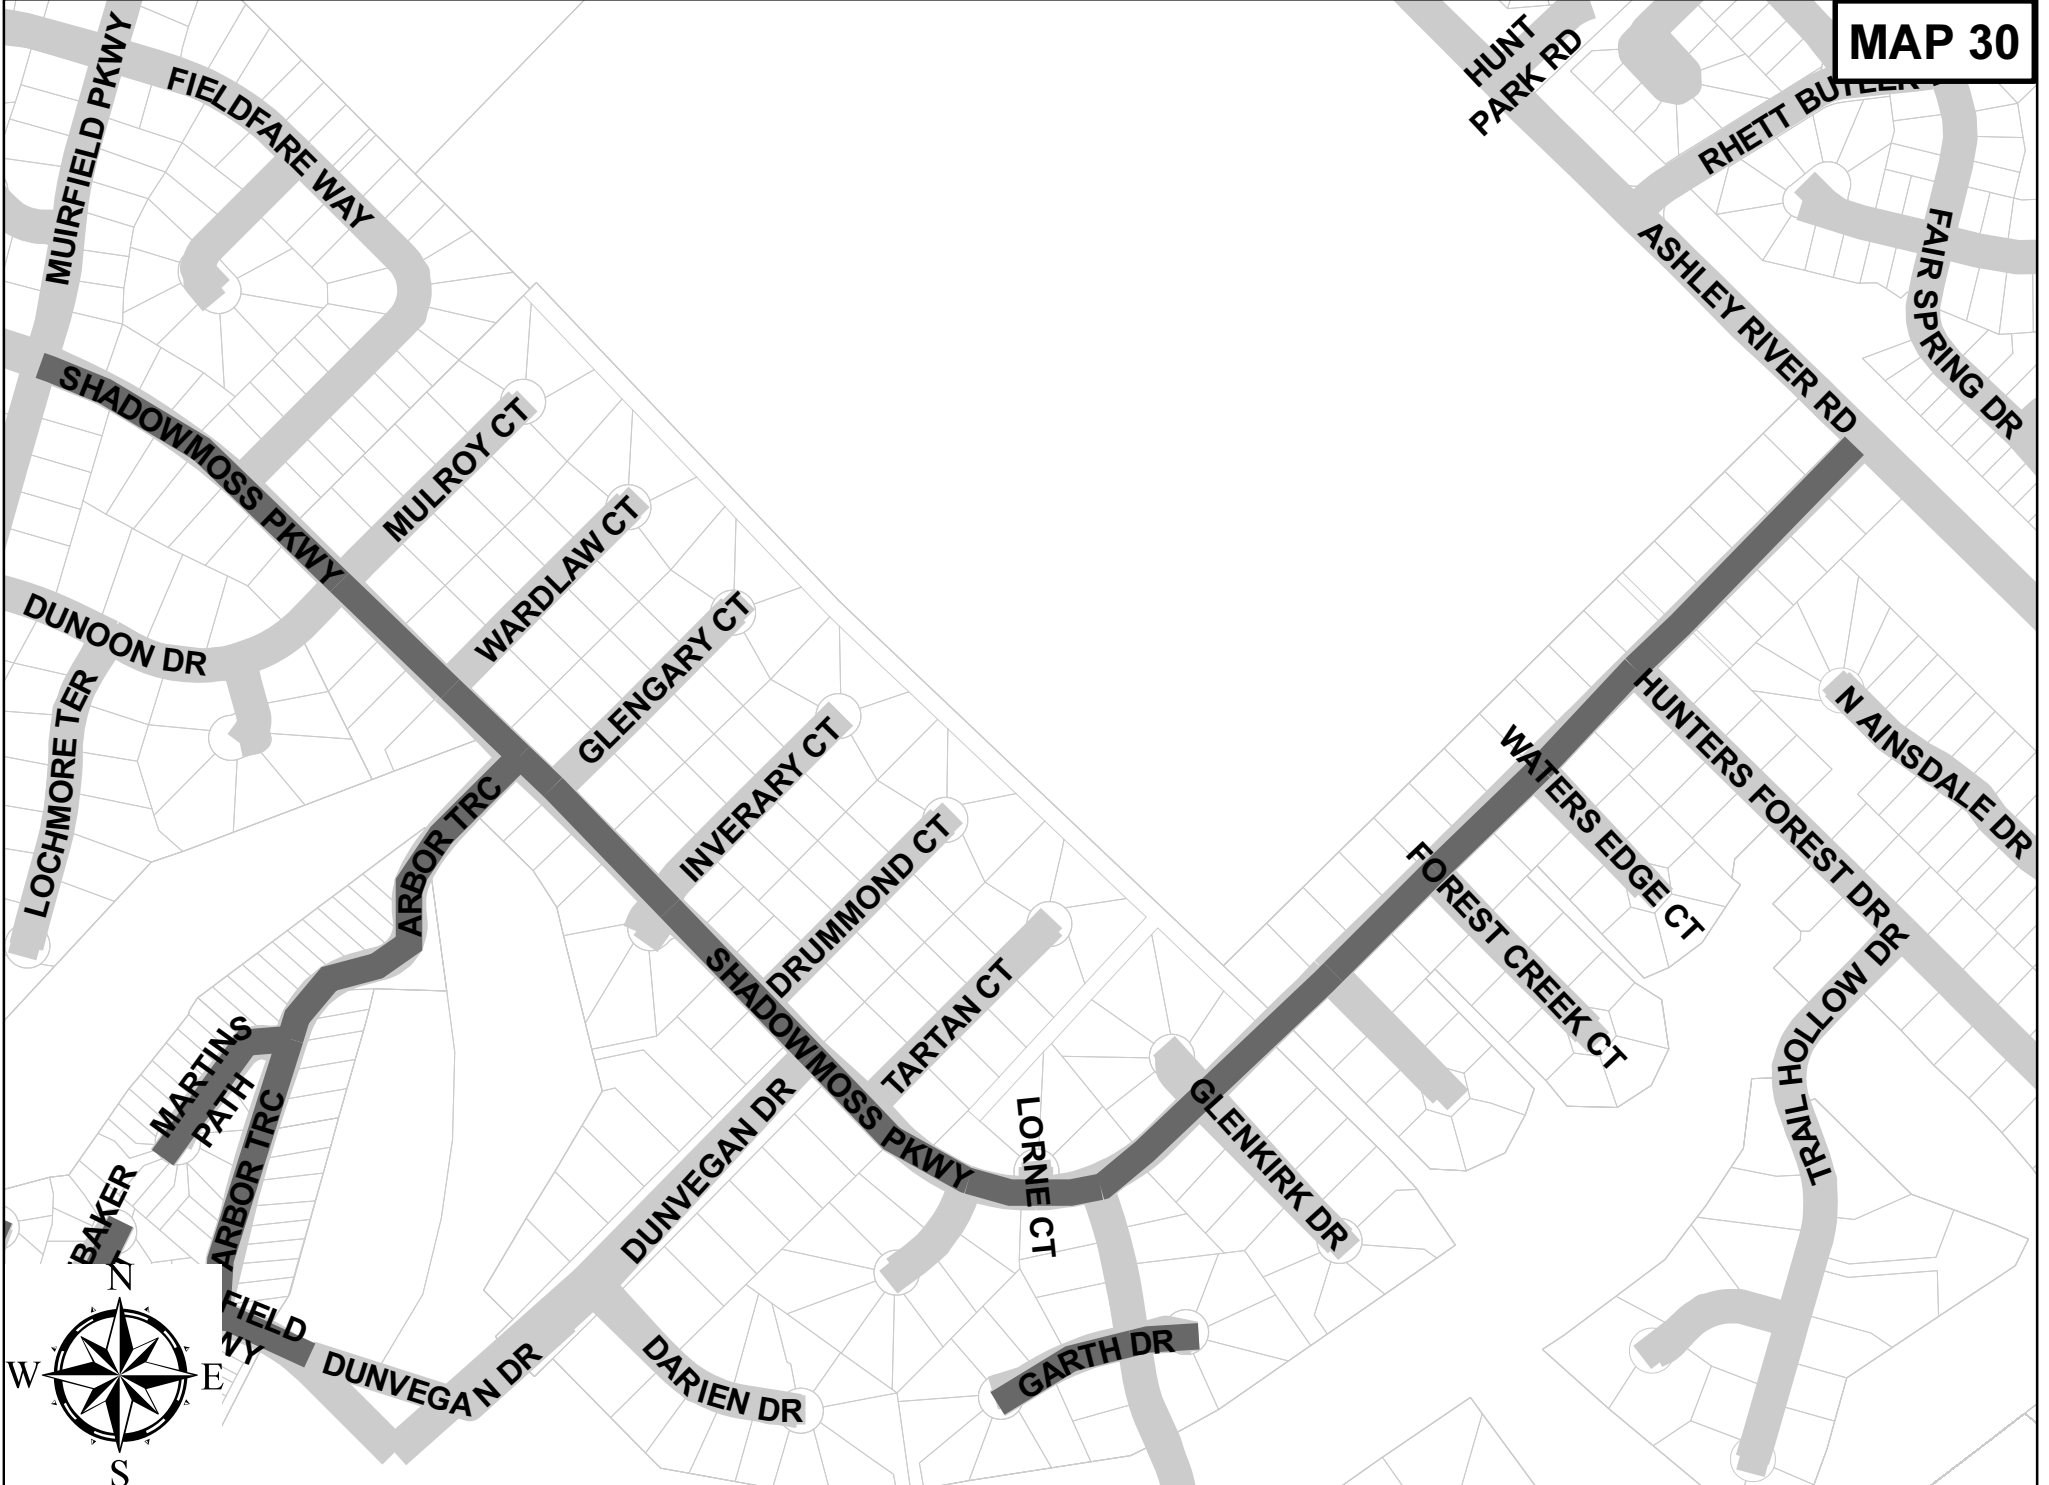 MAP 30
HUNT
PARK RD
RHETT BUTLER
MUIRFIELD PKWY
FIELDFARE WAY
FAIR SPRING DR
ASHLEY RIVER RD
SHADOWMOSS PKWY
MULROY CT
WARDLAW CT
GLENGARY CT
DUNOON DR
LOCHMORE TER
INVERARY CT
DRUMMOND CT
TARTAN CT
ARBOR TRC
HUNTERS FOREST DR
N AINSDALE DR
WATERS EDGE CT
FOREST CREEK CT
TRAIL HOLLOW DR
SHADOWMOSS PKWY
MARTINS
PATH
ARBOR TRC
DUNVEGAN DR
LORNE CT
GLENKIRK DR
BAKER
FIELD
WY
DUNVEGAN DR
DARIEN DR
GARTH DR
N
W E
S